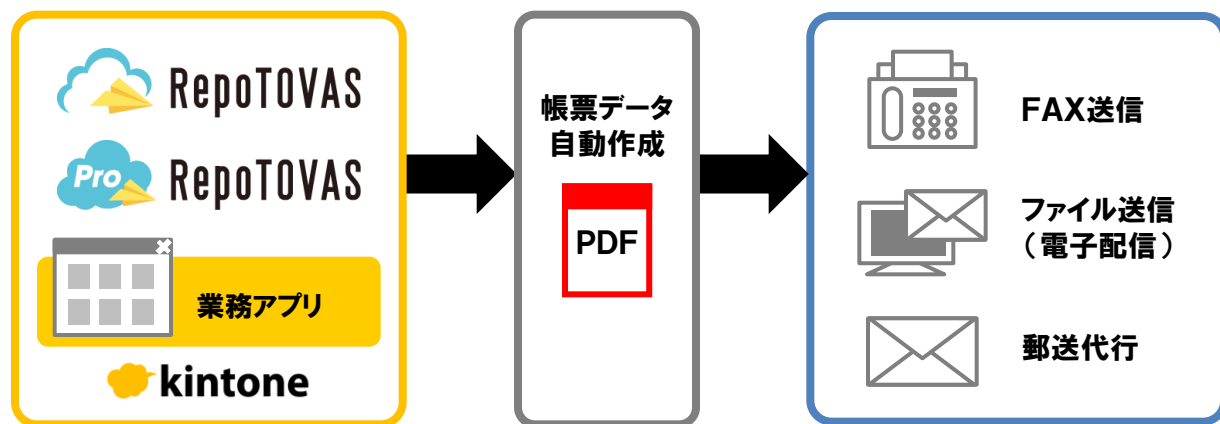 RepoTOVAS
Pro
RepoTOVAS
業務アプリ
kintone
帳票データ
自動作成
PDF
FAX送信
ファイル送信
（電子配信）
郵送代行